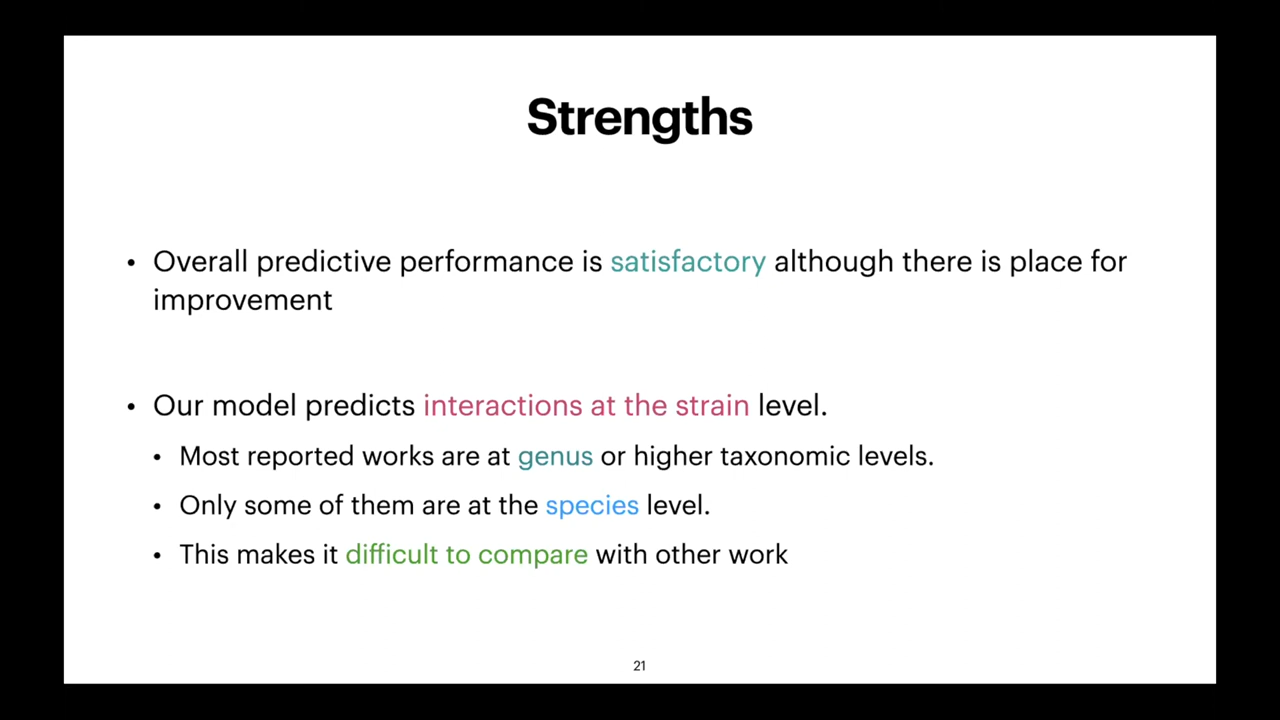 Strengths
• Overall predictive performance is satisfactory although there is place for
improvement
• Our model predicts interactions at the strain level.
• Most reported works are at genus or higher taxonomic levels.
• Only some of them are at the species level.
• This makes it difficult to compare with other work
21